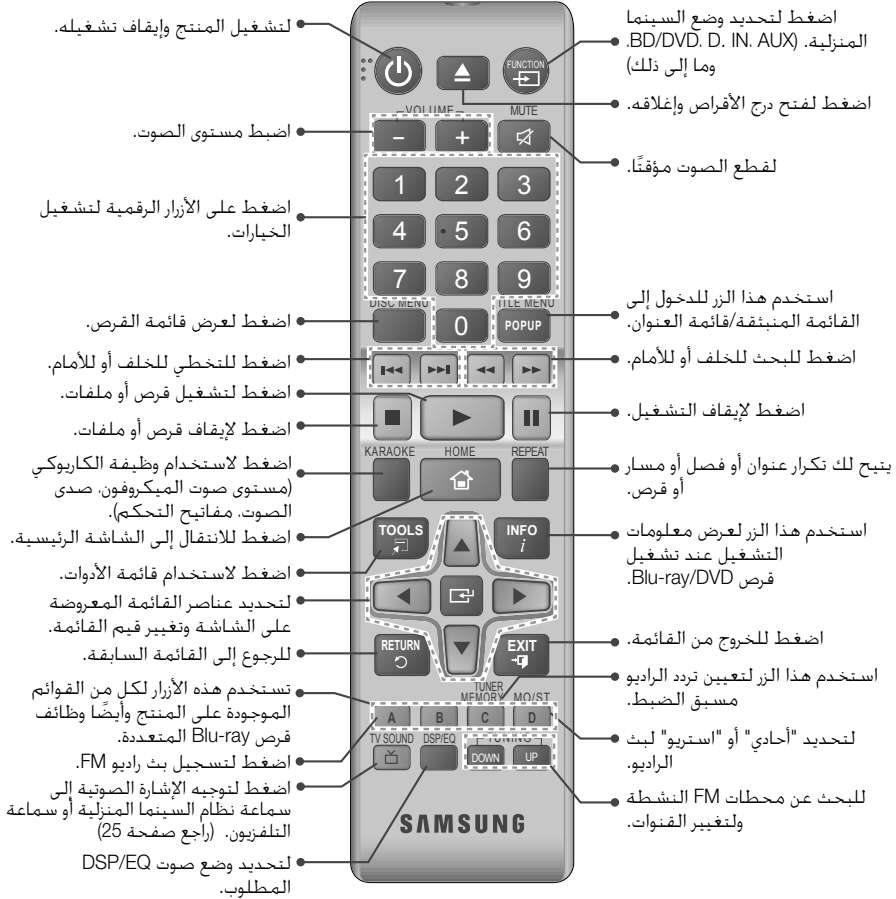 لتشغيل المنتج وإيقاف تشغيله.
اضبط مستوى الصوت.
اضغط على الأزرار الرقمية لتشغيل
الخيارات.
اضغط لعرض قائمة القرص.
اضغط للتخطي للخلف أو للأمام.
اضغط لتشغيل قرص أو ملفات.
اضغط لإيقاف قرص أو ملفات.
اضغط لاستخدام وظيفة الكاريوكي
(مستوى صوت الميكروفون، صدى
الصوت، مفاتيح التحكم).
اضغط للانتقال إلى الشاشة الرئيسية.
اضغط لاستخدام قائمة الأدوات.
لتحديد عناصر القائمة المعروضة
على الشاشة وتغيير قيم القائمة.
للرجوع إلى القائمة السابقة.
تستخدم هذه الأزرار لكل من القوائم
الموجودة على المنتج وأيضًا وظائف
قرص Blu-ray المتعددة.
اضغط لتسجيل بث راديو FM.
اضغط لتوجيه الإشارة الصوتية إلى
سماعة نظام السينما المنزلية أو سماعة
التلفزيون. (راجع صفحة 25)
لتحديد وضع صوت DSP/EQ
المطلوب.
FUNCTION
VOLUME
MUTE
- +
1 2 3
4 5 6
7 8 9
DISC MENU
TITLE MENU
0
POPUP
KARAOKE
HOME
REPEAT
TOOLS
INFO
i
RETURN
EXIT
TUNER
MEMORY
MO/ST
A B C D
TV SOUND
DSP/EQ
TUNING
DOWN
UP
SAMSUNG
اضغط لتحديد وضع السينما
المنزلية. (BD/DVD، D. IN، AUX،
وما إلى ذلك)
اضغط لفتح درج الأقراص وإغلاقه.
لقطع الصوت مؤقتًا.
استخدم هذا الزر للدخول إلى
القائمة المنبثقة/قائمة العنوان.
اضغط للبحث للخلف أو للأمام.
اضغط لإيقاف التشغيل.
يتيح لك تكرار عنوان أو فصل أو مسار
أو قرص.
استخدم هذا الزر لعرض معلومات
التشغيل عند تشغيل
قرص Blu-ray/DVD.
اضغط للخروج من القائمة.
استخدم هذا الزر لتعيين تردد الراديو
مسبق الضبط.
لتحديد "أحادي" أو "استريو" لبث
الراديو.
للبحث عن محطات FM النشطة
ولتغيير القنوات.